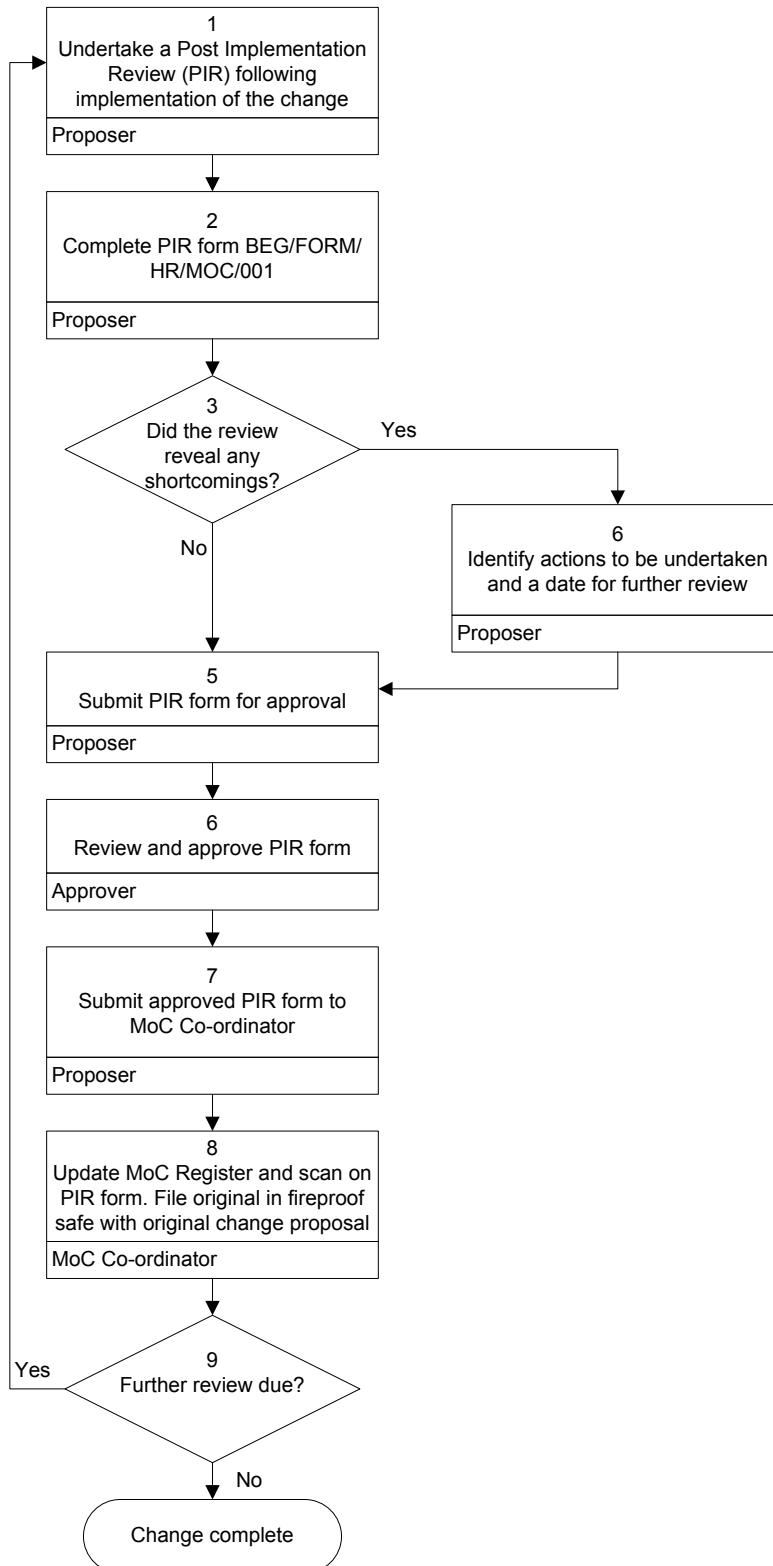 1
Undertake a Post Implementation
Review (PIR) following
implementation of the change
Proposer
2
Complete PIR form BEG/FORM/
HR/MOC/001
Proposer
3
Did the review
reveal any
shortcomings?
Yes
No
6
Identify actions to be undertaken
and a date for further review
Proposer
5
Submit PIR form for approval
Proposer
6
Review and approve PIR form
Approver
7
Submit approved PIR form to
MoC Co-ordinator
Proposer
8
Update MoC Register and scan on
PIR form. File original in fireproof
safe with original change proposal
MoC Co-ordinator
9
Further review due?
Yes
No
Change complete